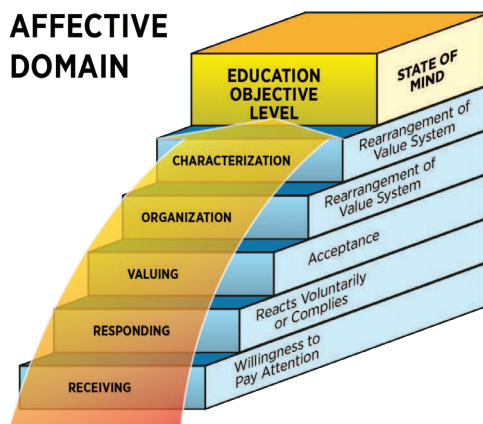 AFFECTIVE
DOMAIN
EDUCATION
OBJECTIVE
LEVEL
STATE OF
MIND
CHARACTERIZATION
Rearrangement of
Value System
ORGANIZATION
Rearrangement of
Value System
VALUING
Acceptance
RESPONDING
Reacts Voluntarily
or Complies
RECEIVING
Willingness to
Pay Attention